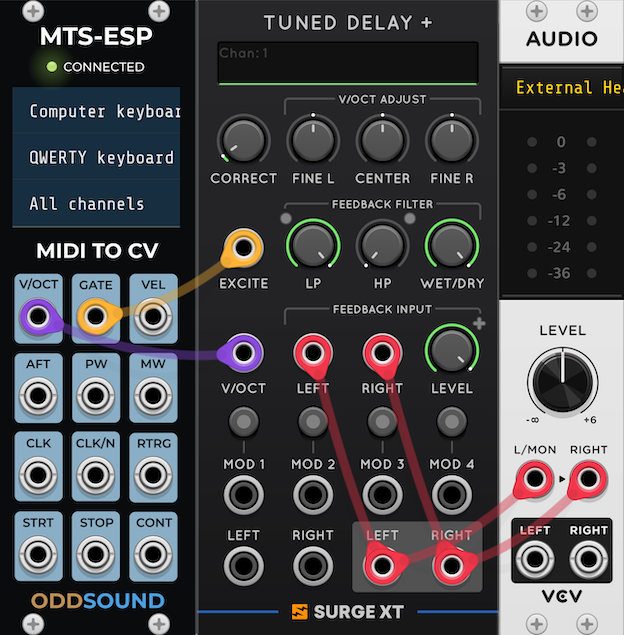 MTS-ESP
CONNECTED
Computer keyboar
QWERTY keyboard
All channels
MIDI TO CV
V/OCT GATE VEL
AFT PW MW
CLK CLK/N RTRG
STRT STOP CONT
ODDSOUND
TUNED DELAY +
Chan: 1
V/OCT ADJUST
CORRECT FINE L CENTER FINE R
FEEDBACK FILTER
EXCITE LP HP WET/DRY
FEEDBACK INPUT
V/OCT LEFT RIGHT LEVEL
MOD 1 MOD 2 MOD 3 MOD 4
LEFT RIGHT LEFT RIGHT
SURGE XT
AUDIO
External He
0
-3
-6
-12
-24
-36
LEVEL
-∞ +6
L/MON RIGHT
LEFT RIGHT
VCV